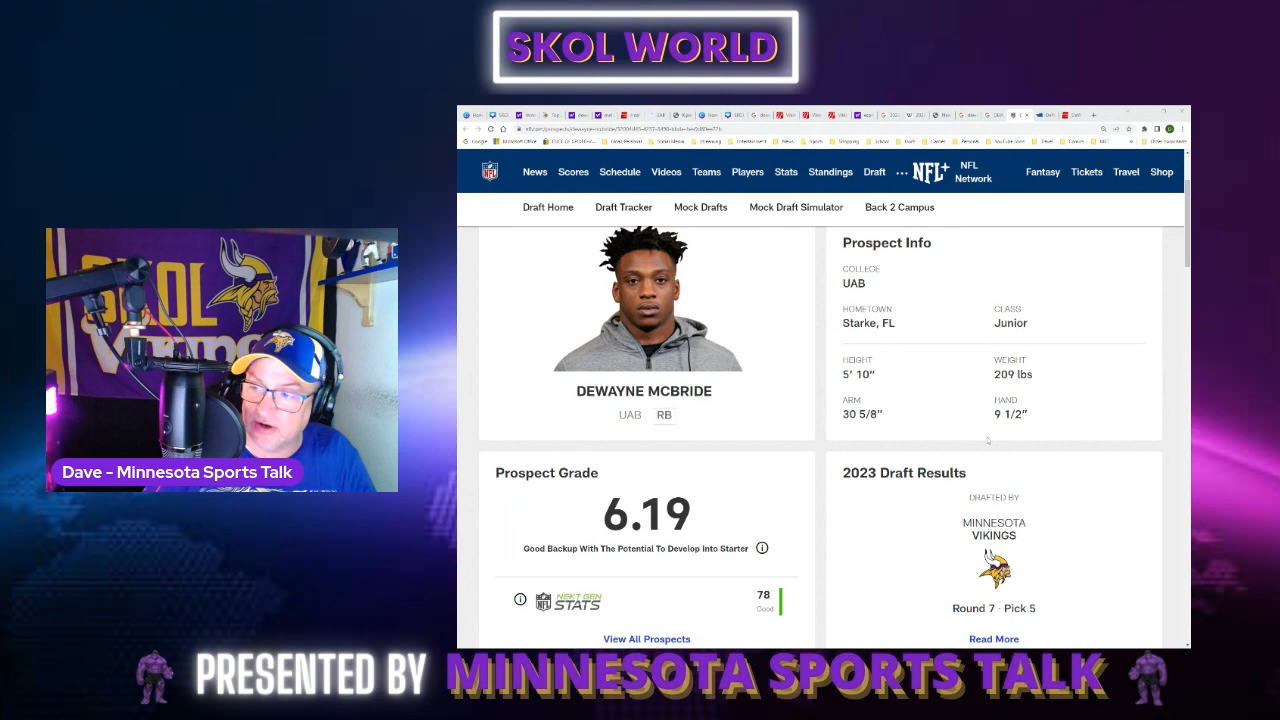 SKOL WORLD
News Scores Schedule Videos Teams Players Stats Standings Draft NFL+ NFL Network Fantasy Tickets Travel Shop
Draft Home Draft Tracker Mock Drafts Mock Draft Simulator Back 2 Campus
DEWAYNE MCBRIDE
UAB RB
Prospect Info
COLLEGE
UAB
HOMETOWN CLASS
Starke, FL Junior
HEIGHT WEIGHT
5' 10" 209 lbs
ARM HAND
30 5/8" 9 1/2"
Prospect Grade
6.19
Good Backup With The Potential To Develop Into Starter
NFL NEXT GEN STATS 78
Good
View All Prospects
2023 Draft Results
DRAFTED BY
MINNESOTA
VIKINGS
Round 7 · Pick 5
Read More
SKOL
Dave - Minnesota Sports Talk
PRESENTED BY MINNESOTA SPORTS TALK